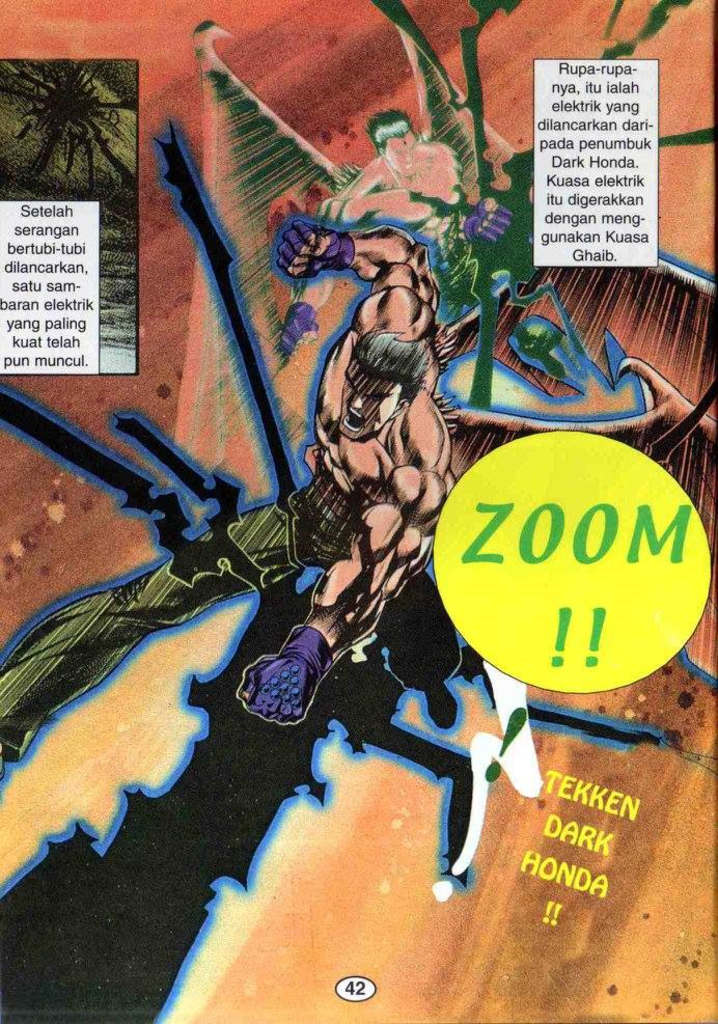 Setelah
serangan
bertubi-tubi
dilancarkan,
satu sam-
baran elektrik
yang paling
kuat telah
pun muncul.
Rupa-rupa-
nya, itu ialah
elektrik yang
dilancarkan dari-
pada penumbuk
Dark Honda.
Kuasa elektrik
itu digerakkan
dengan meng-
gunakan Kuasa
Ghaib.
ZOOM
!!
TEKKEN
DARK
HONDA
!!
42